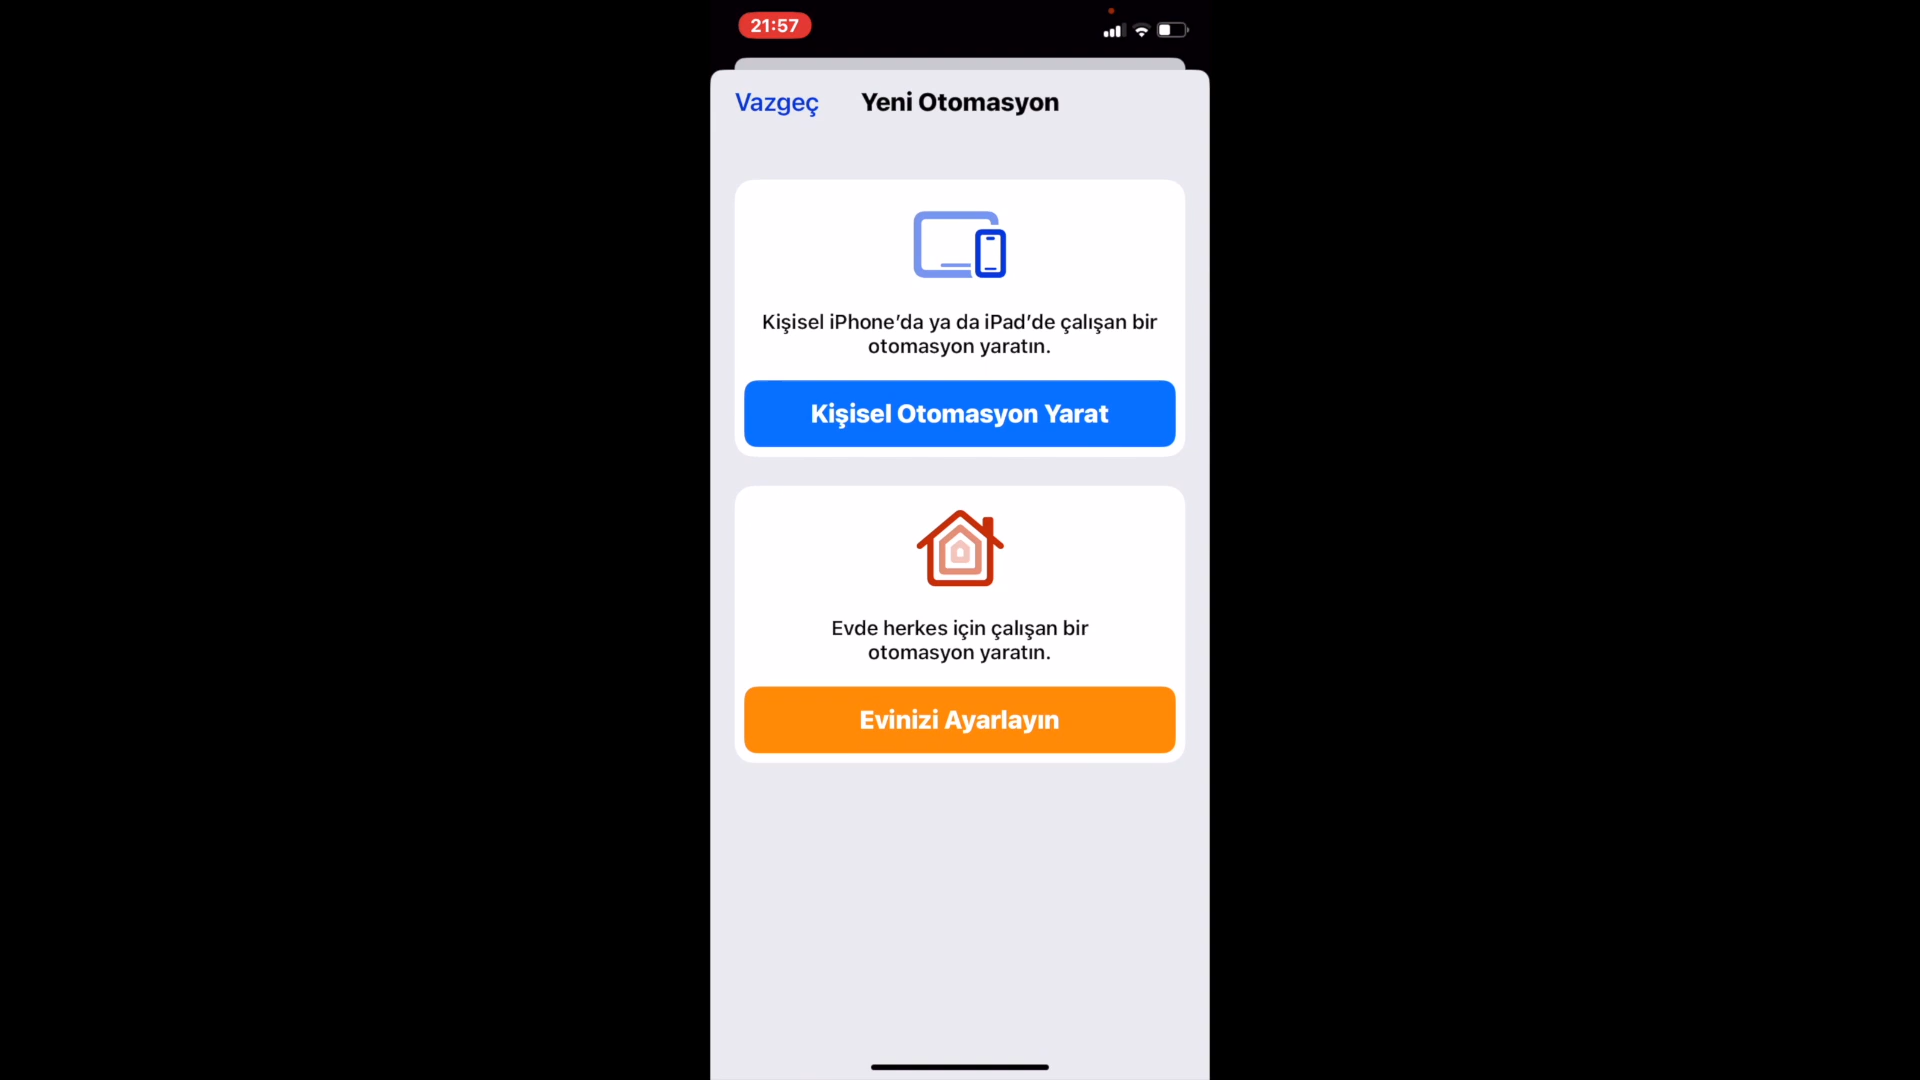 21:57
Vazgeç
Yeni Otomasyon
Kişisel iPhone’da ya da iPad’de çalışan bir
otomasyon yaratın.
Kişisel Otomasyon Yarat
Evde herkes için çalışan bir
otomasyon yaratın.
Evinizi Ayarlayın